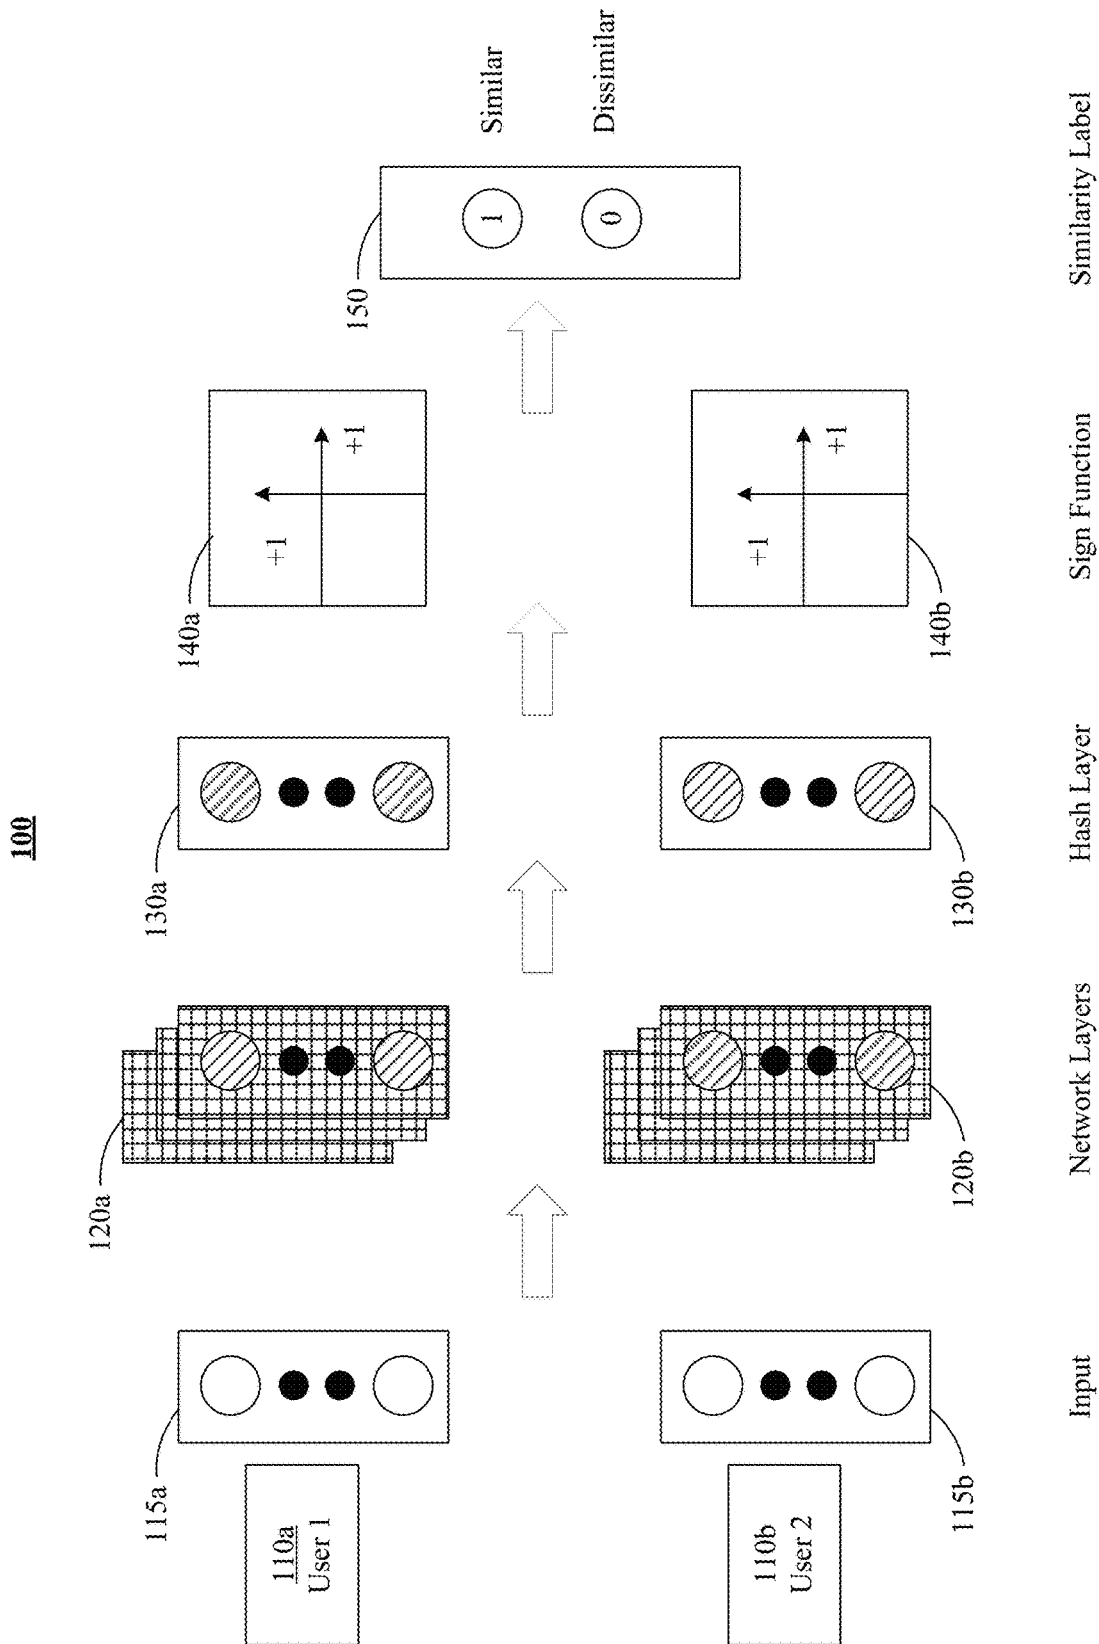 100
110a
User 1
115a
120a
130a
140a
+1
+1
150
1
0
Similar
Dissimilar
110b
User 2
115b
120b
130b
140b
+1
+1
Input
Network Layers
Hash Layer
Sign Function
Similarity Label